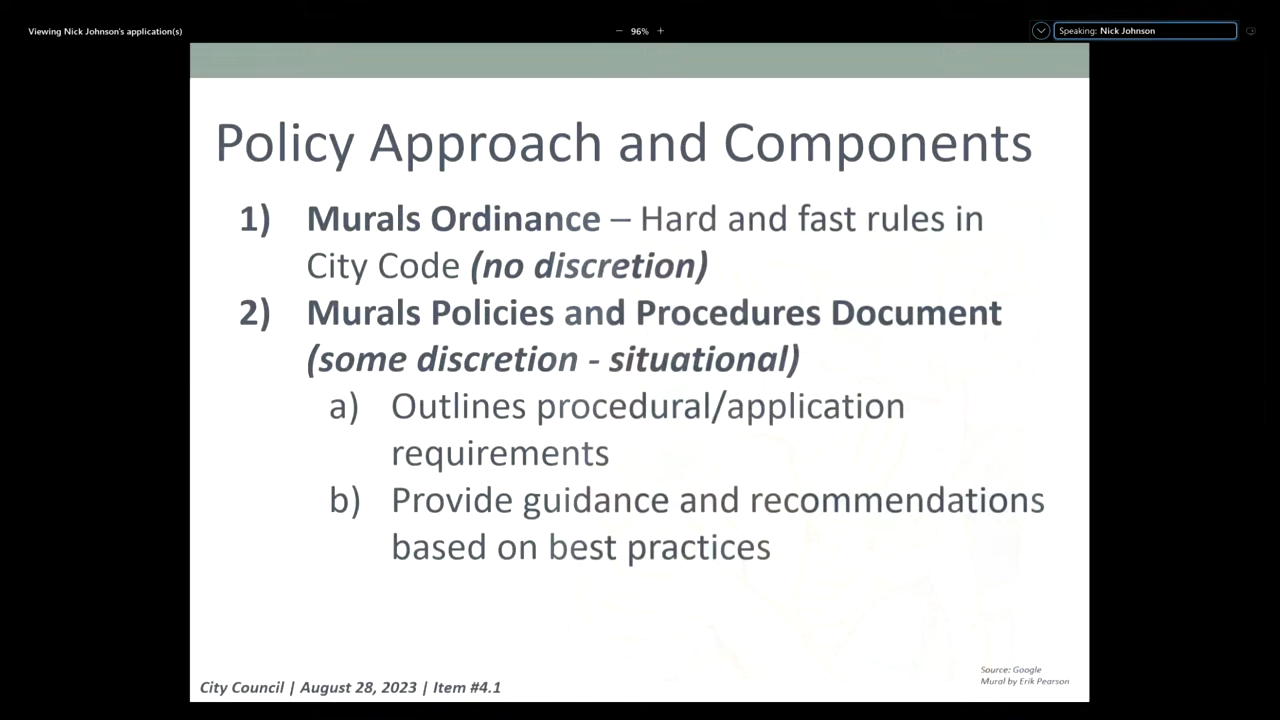 Viewing Nick Johnson's application(s)
− 96% +
Speaking: Nick Johnson
Policy Approach and Components
1) Murals Ordinance – Hard and fast rules in
City Code (no discretion)
2) Murals Policies and Procedures Document
(some discretion - situational)
a) Outlines procedural/application
requirements
b) Provide guidance and recommendations
based on best practices
Source: Google
Mural by Erik Pearson
City Council | August 28, 2023 | Item #4.1